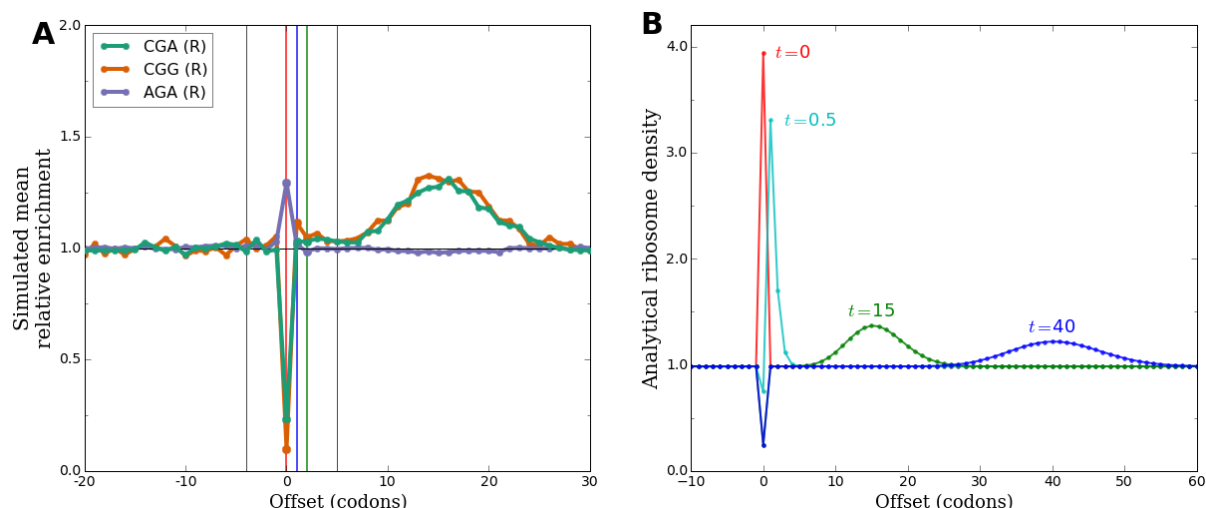 A
2.0
1.5
1.0
0.5
0.0
Simulated mean
relative enrichment
CGA (R)
CGG (R)
AGA (R)
-20
-10
0
10
20
30
Offset (codons)
B
4.0
3.0
2.0
1.0
0.0
Analytical ribosome density
t=0
t=0.5
t=15
t=40
−10
0
10
20
30
40
50
60
Offset (codons)